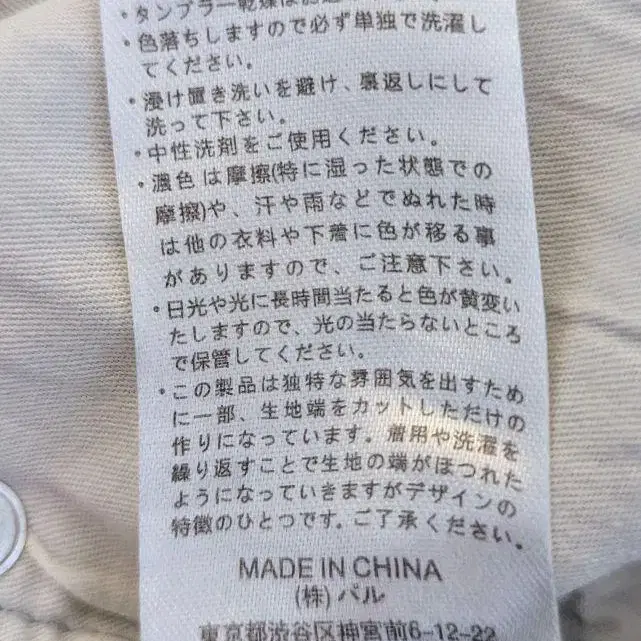 ・タンブラー乾燥は
・色落ちしますので必ず単独で洗濯し
てください。
・浸け置き洗いを避け、裏返しにして
洗って下さい。
・中性洗剤をご使用ください。
・濃色は摩擦(特に湿った状態での
摩擦)や、汗や雨などでぬれた時
は他の衣料や下着に色が移る事
がありますので、ご注意下さい。
・日光や光に長時間当たると色が黄変い
たしますので、光の当たらないところ
で保管してください。
・この製品は独特な雰囲気を出すため
に一部、生地端をカットしただけの
作りになっています。着用や洗濯を
繰り返すことで生地の端がほつれた
ようになっていきますがデザインの
特徴のひとつです。ご了承ください。
MADE IN CHINA
(株)パル
東京都渋谷区神宮前6-12-22